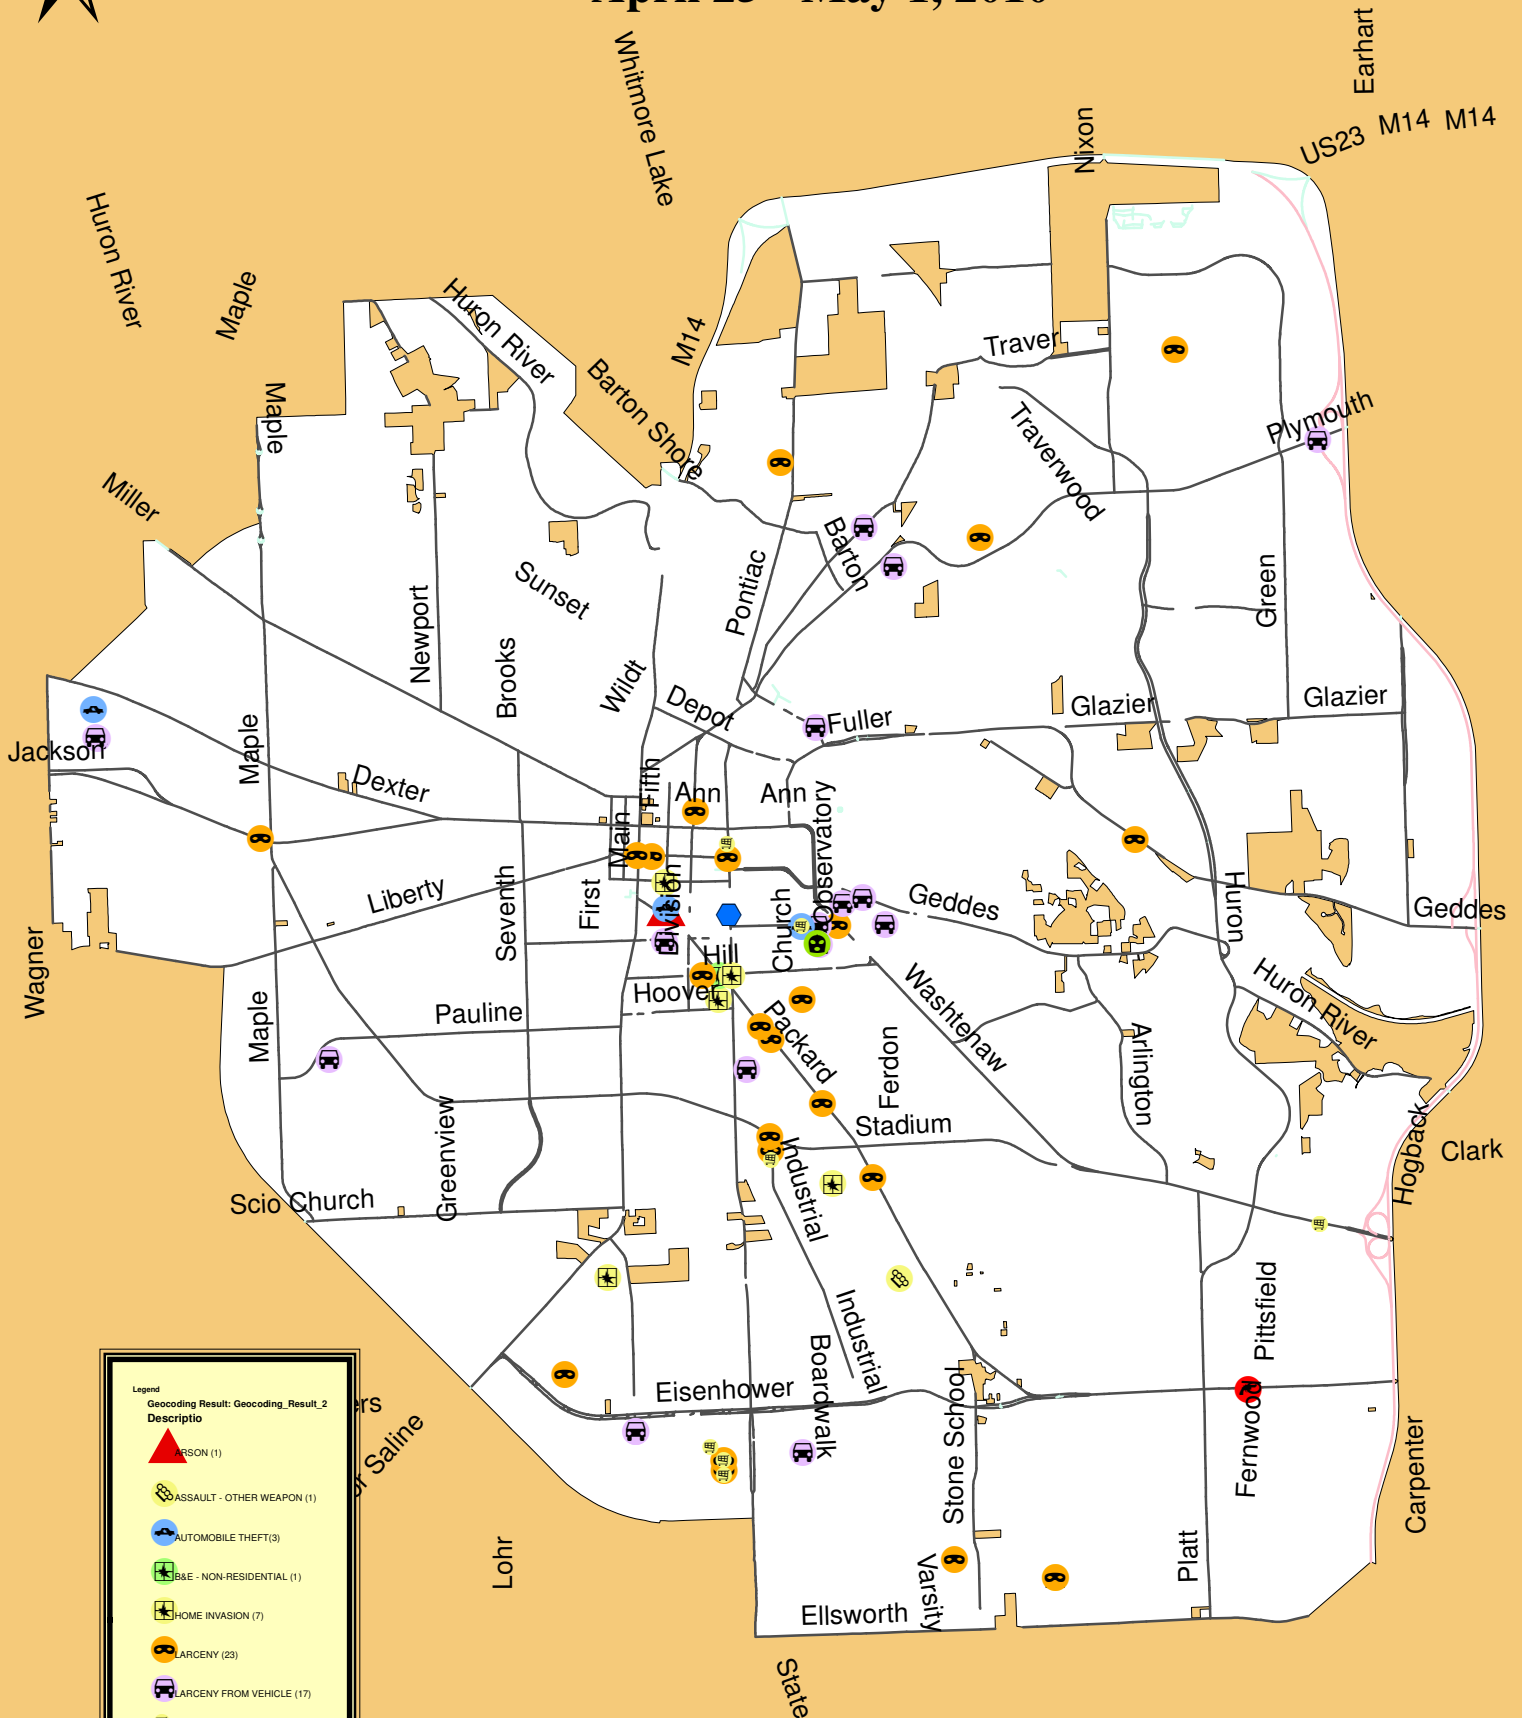 Earhart
Whitmore Lake
Nixon
US23
M14
M14
Huron River
Maple
Huron River
M14
Traver
Barton Shore
Maple
Plymouth
Traverwood
Miller
Barton
Sunset
Pontiac
Newport
Green
Brooks
Wildt
Depot
Glazier
Glazier
Fuller
Jackson
Maple
Dexter
Fifth
Ann
Ann
Observatory
Main
Liberty
Seventh
First
Division
Church
Geddes
Huron
Geddes
Wagner
Hill
Hoover
Washtenaw
Huron River
Maple
Pauline
Packard
Ferdon
Arlington
Stadium
Greenview
Industrial
Hogback
Clark
Scio Church
Industrial
Pittsfield
Boardwalk
Eisenhower
Stone School
Fernwood
Carpenter
ers
or Saline
Lohr
Varsity
Platt
Ellsworth
State
Legend
Geocoding Result: Geocoding_Result_2
Descriptio
ARSON (1)
ASSAULT - OTHER WEAPON (1)
AUTOMOBILE THEFT(3)
B&E - NON-RESIDENTIAL (1)
HOME INVASION (7)
LARCENY (23)
LARCENY FROM VEHICLE (17)